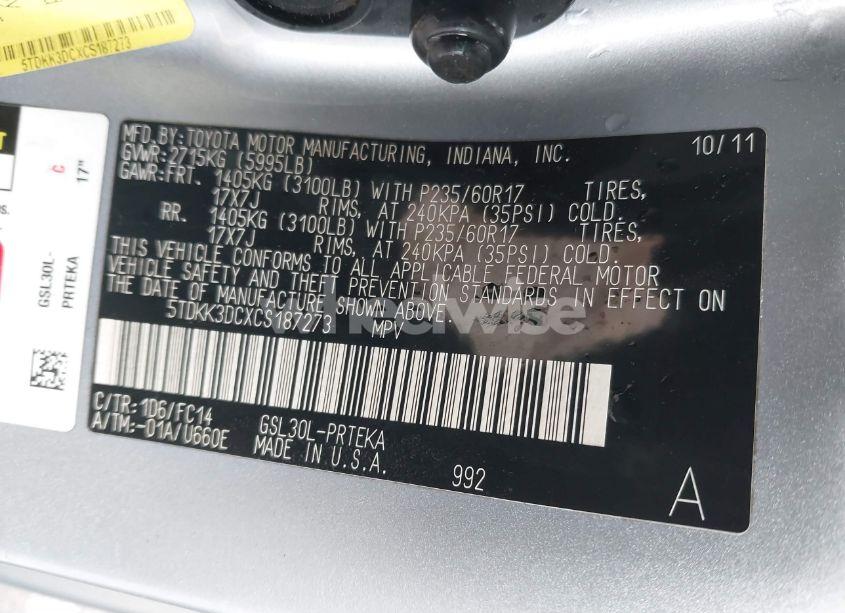 5TDKK3DCXCS187273
MFD.BY:TOYOTA MOTOR MANUFACTURING, INDIANA, INC. 10/11
GVWR:2715KG (5995LB)
GAWR:FRT. 1405KG (3100LB) WITH P235/60R17 TIRES,
17X7J RIMS, AT 240KPA (35PSI) COLD.
RR. 1405KG (3100LB) WITH P235/60R17 TIRES,
17X7J RIMS, AT 240KPA (35PSI) COLD.
THIS VEHICLE CONFORMS TO ALL APPLICABLE FEDERAL MOTOR
VEHICLE SAFETY AND THEFT PREVENTION STANDARDS IN EFFECT ON
THE DATE OF MANUFACTURE SHOWN ABOVE.
5TDKK3DCXCS187273 MPV
C/TR: 1D6/FC14 GSL30L-PRTEKA
A/TM:-01A/U660E MADE IN U.S.A.
992
A
C
17"
GSL30L-
PRTEKA
wheelwise